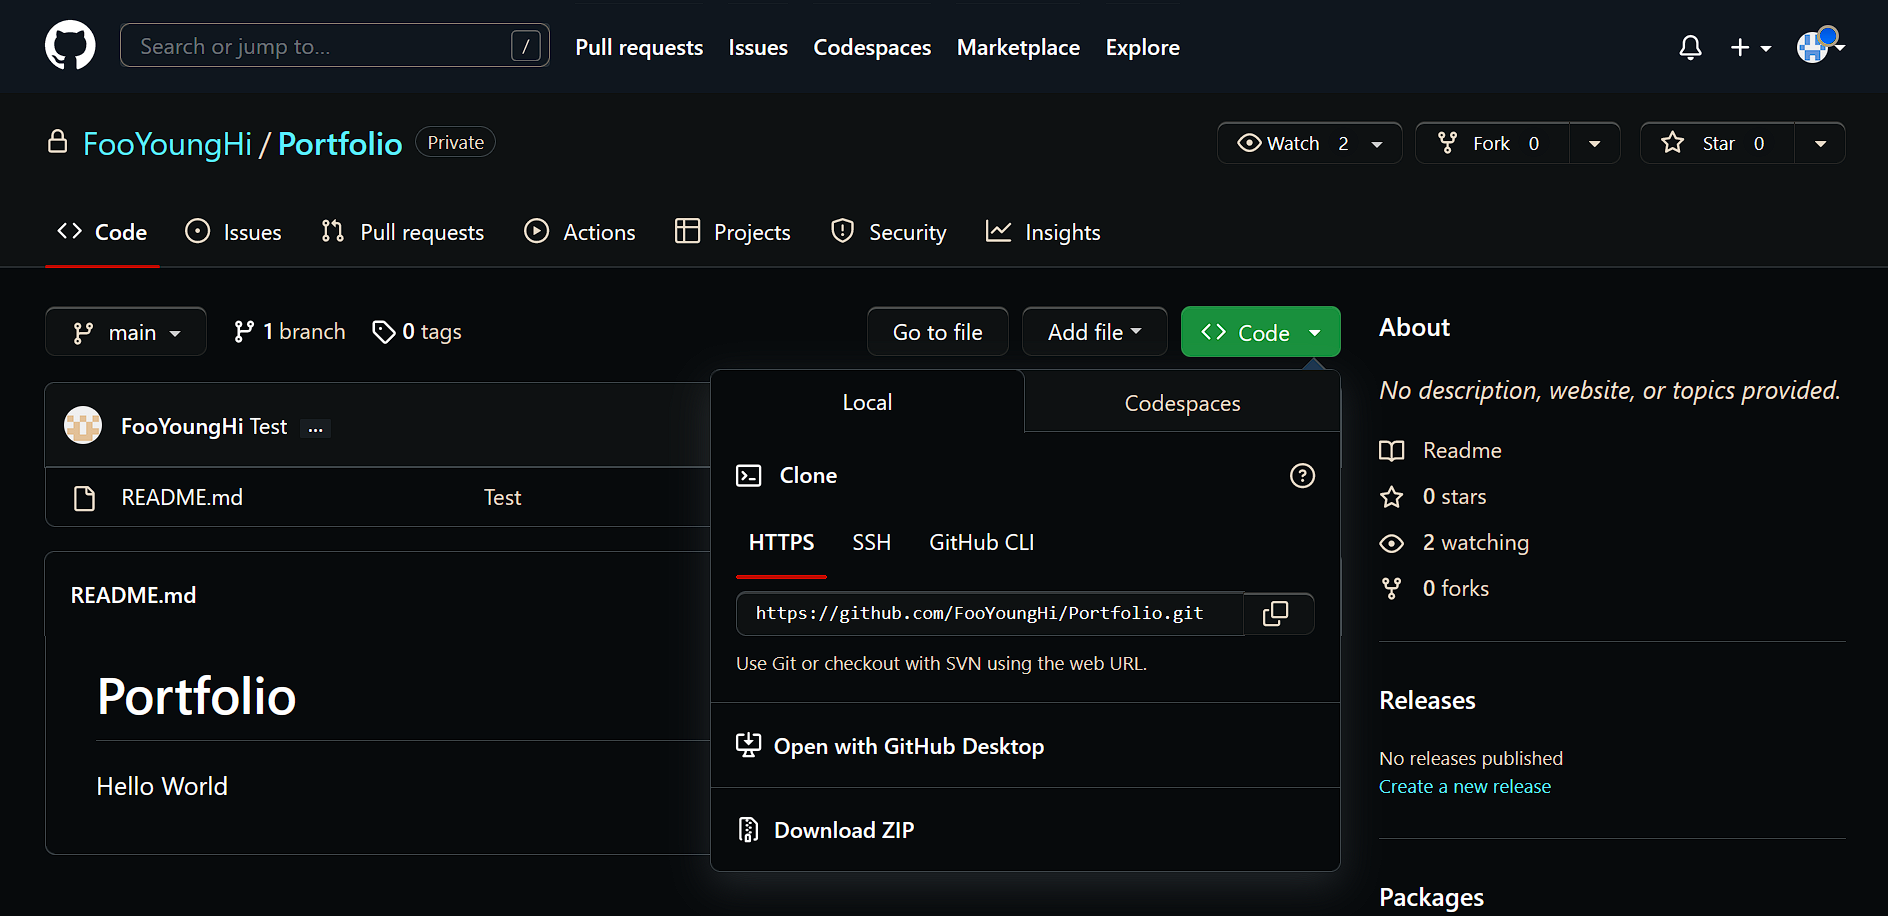 Search or jump to... /
Pull requests Issues Codespaces Marketplace Explore
FooYoungHi / Portfolio Private
Watch 2 Fork 0 Star 0
Code Issues Pull requests Actions Projects Security Insights
main 1 branch 0 tags
Go to file Add file Code
FooYoungHi Test ...
README.md Test
README.md
Portfolio
Hello World
Local Codespaces
Clone
HTTPS SSH GitHub CLI
https://github.com/FooYoungHi/Portfolio.git
Use Git or checkout with SVN using the web URL.
Open with GitHub Desktop
Download ZIP
About
No description, website, or topics provided.
Readme
0 stars
2 watching
0 forks
Releases
No releases published
Create a new release
Packages